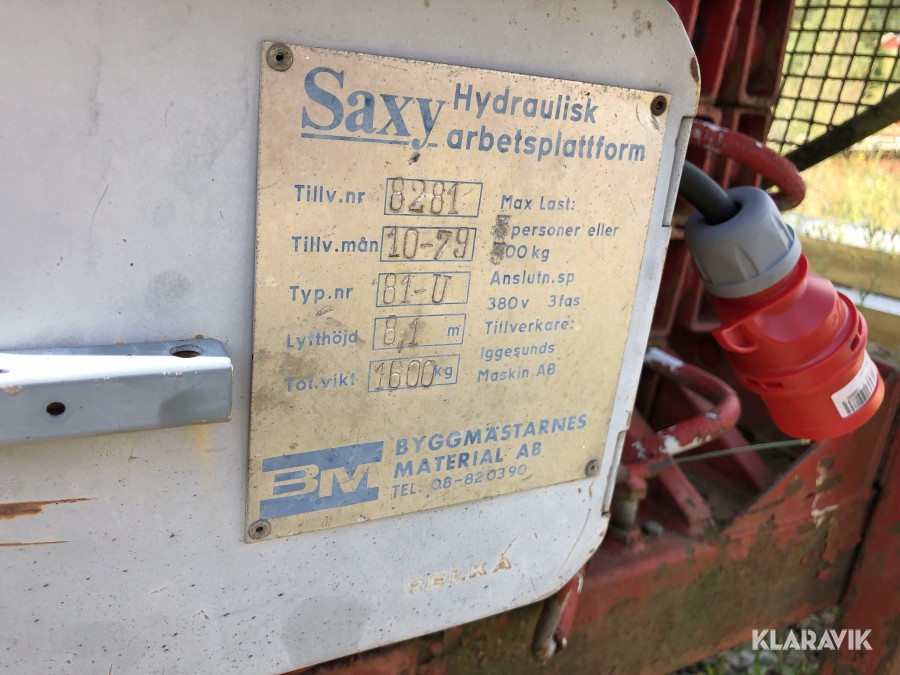 Saxy Hydraulisk
arbetsplattform
Tillv.nr 8281
Tillv.mån 10-79
Typ.nr 81-U
Lyfthöjd 8,1 m
Tot.vikt 1600 kg
Max Last:
personer eller
00kg
Anslutn.sp
380v 3fas
Tillverkare:
Iggesunds
Maskin AB
BM
BYGGMÄSTARNES
MATERIAL AB
TEL. 08-820390
KLARAVIK